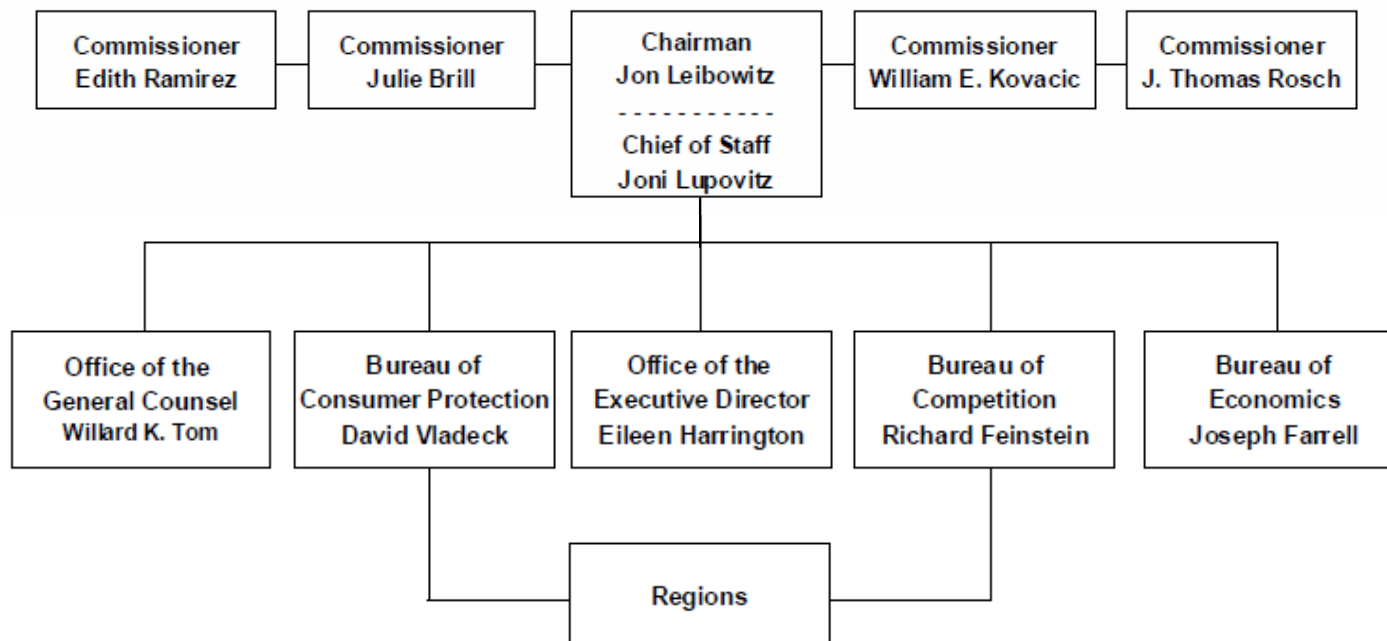 Commissioner
Edith Ramirez
Commissioner
Julie Brill
Chairman
Jon Leibowitz
- - - - - - - - - - -
Chief of Staff
Joni Lupovitz
Commissioner
William E. Kovacic
Commissioner
J. Thomas Rosch
Office of the
General Counsel
Willard K. Tom
Bureau of
Consumer Protection
David Vladeck
Office of the
Executive Director
Eileen Harrington
Bureau of
Competition
Richard Feinstein
Bureau of
Economics
Joseph Farrell
Regions